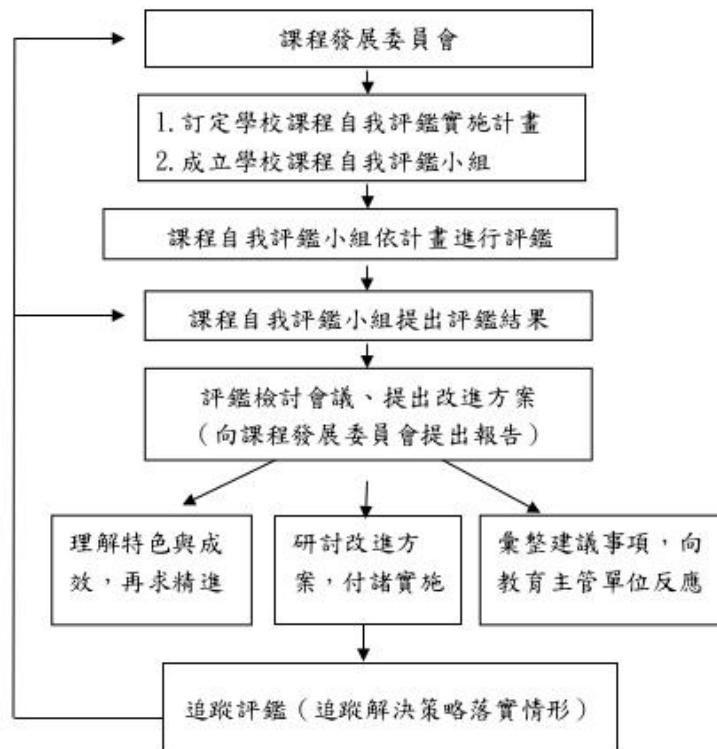 課程發展委員會
1.訂定學校課程自我評鑑實施計畫
2.成立學校課程自我評鑑小組
課程自我評鑑小組依計畫進行評鑑
課程自我評鑑小組提出評鑑結果
評鑑檢討會議、提出改進方案
（向課程發展委員會提出報告）
理解特色與成
效，再求精進
研討改進方
案，付諸實施
彙整建議事項，向
教育主管單位反應
追蹤評鑑（追蹤解決策略落實情形）